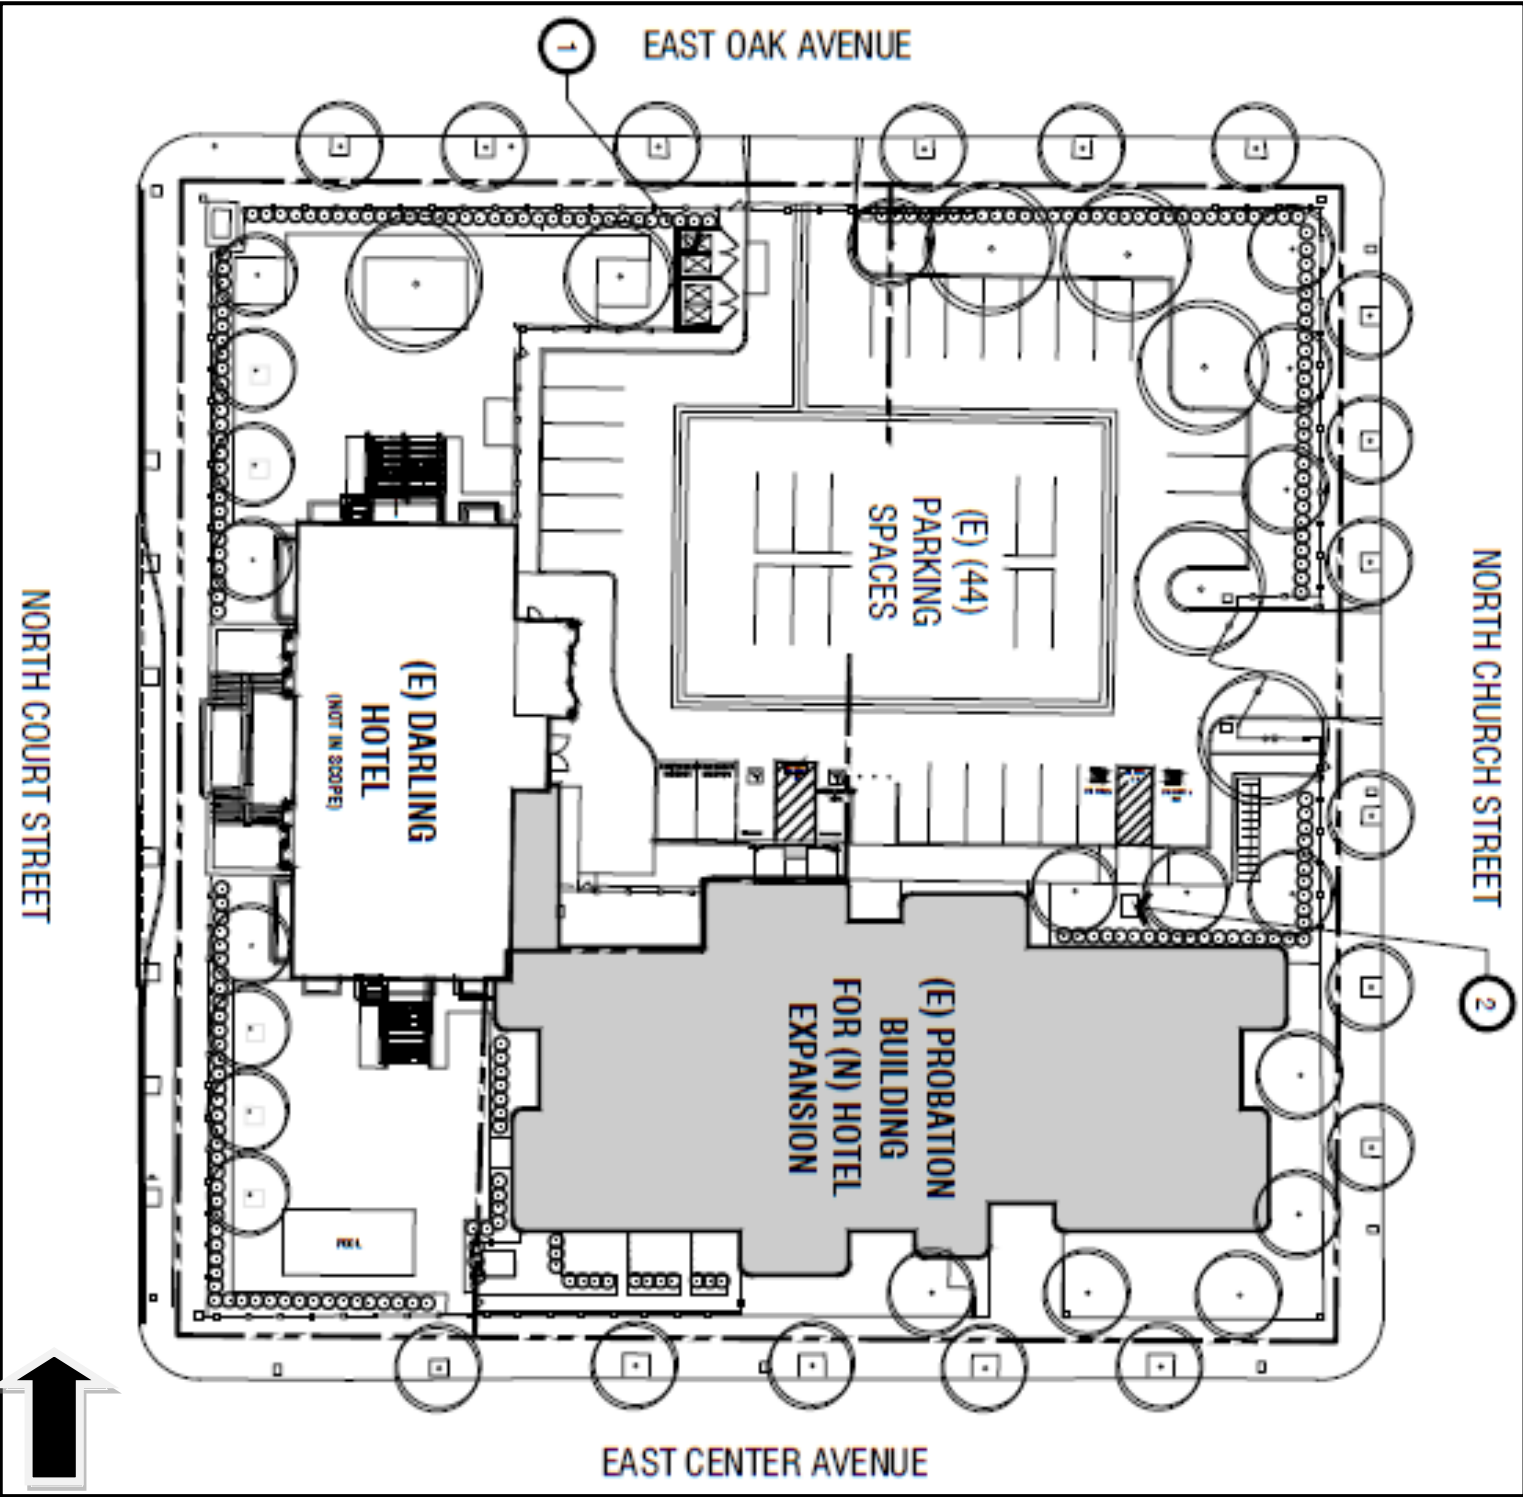 1
EAST OAK AVENUE
(E) (44)
PARKING
SPACES
NORTH COURT STREET
NORTH CHURCH STREET
(E) DARLING
HOTEL
(NOT IN SCOPE)
(E) PROBATION
BUILDING
FOR (N) HOTEL
EXPANSION
2
POOL
EAST CENTER AVENUE